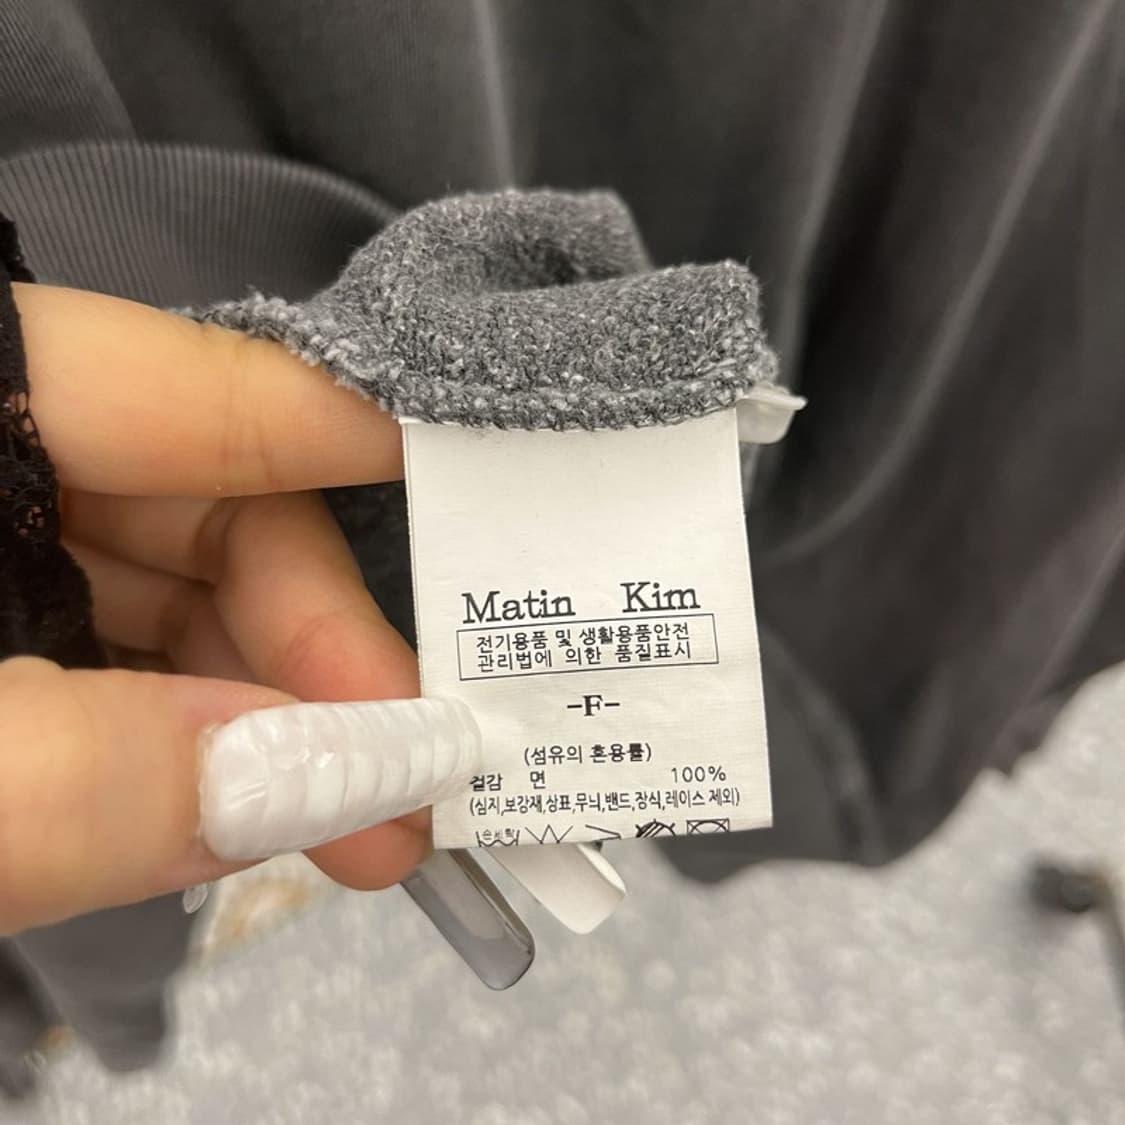 Matin Kim
전기용품 및 생활용품안전
관리법에 의한 품질표시
-F-
(섬유의 혼용률)
겉감 면 100%
(심지,보강재,상표,무늬,밴드,장식,레이스 제외)
손세탁